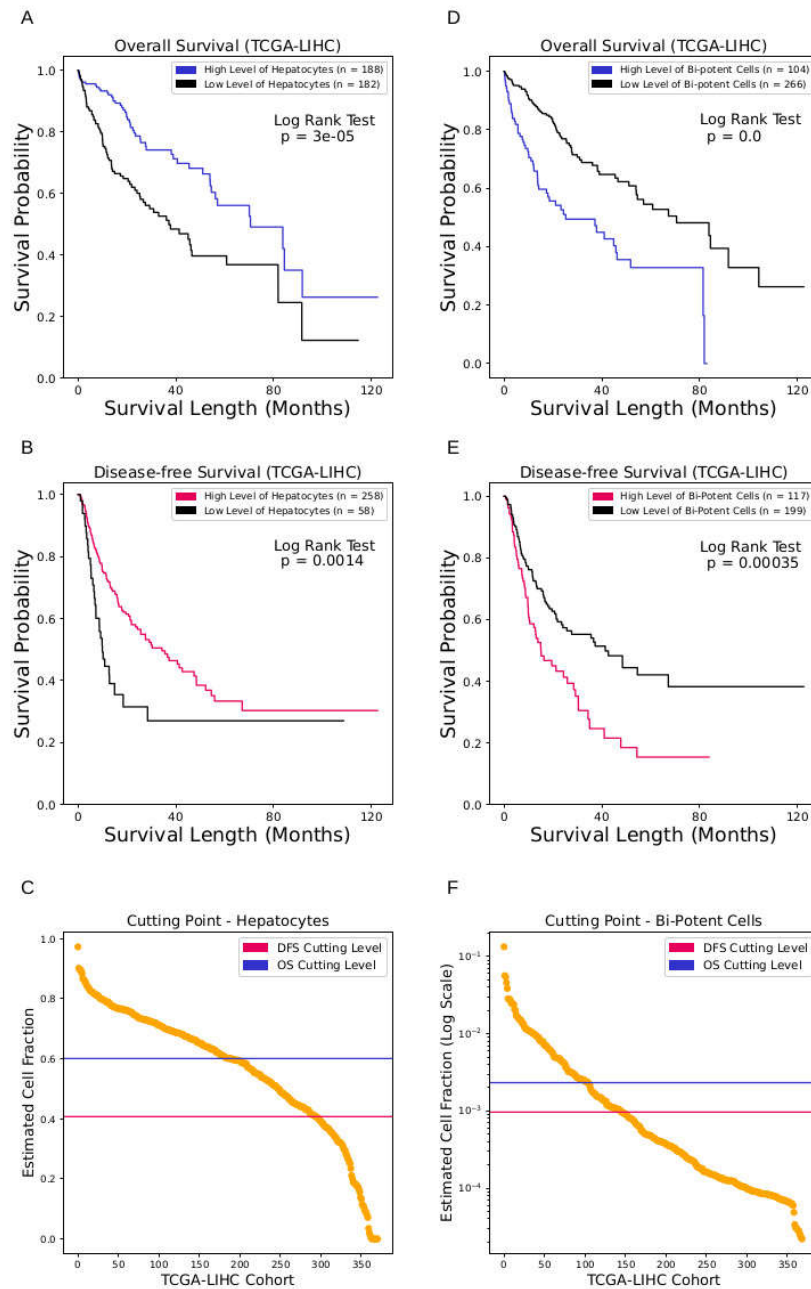 A
Overall Survival (TCGA-LIHC)
High Level of Hepatocytes (n = 188)
Low Level of Hepatocytes (n = 182)
Log Rank Test
p = 3e-05
Survival Probability
1.0
0.8
0.6
0.4
0.2
0.0
0 40 80 120
Survival Length (Months)
D
Overall Survival (TCGA-LIHC)
High Level of Bi-potent Cells (n = 104)
Low Level of Bi-potent Cells (n = 266)
Log Rank Test
p = 0.0
Survival Probability
1.0
0.8
0.6
0.4
0.2
0.0
0 40 80 120
Survival Length (Months)
B
Disease-free Survival (TCGA-LIHC)
High Level of Hepatocytes (n = 258)
Low Level of Hepatocytes (n = 58)
Log Rank Test
p = 0.0014
Survival Probability
1.0
0.8
0.6
0.4
0.2
0.0
0 40 80 120
Survival Length (Months)
E
Disease-free Survival (TCGA-LIHC)
High Level of Bi-Potent Cells (n = 117)
Low Level of Bi-Potent Cells (n = 199)
Log Rank Test
p = 0.00035
Survival Probability
1.0
0.8
0.6
0.4
0.2
0.0
0 40 80 120
Survival Length (Months)
C
Cutting Point - Hepatocytes
DFS Cutting Level
OS Cutting Level
Estimated Cell Fraction
1.0
0.8
0.6
0.4
0.2
0.0
0 50 100 150 200 250 300 350
TCGA-LIHC Cohort
F
Cutting Point - Bi-Potent Cells
DFS Cutting Level
OS Cutting Level
Estimated Cell Fraction (Log Scale)
10⁻¹
10⁻²
10⁻³
10⁻⁴
0 50 100 150 200 250 300 350
TCGA-LIHC Cohort